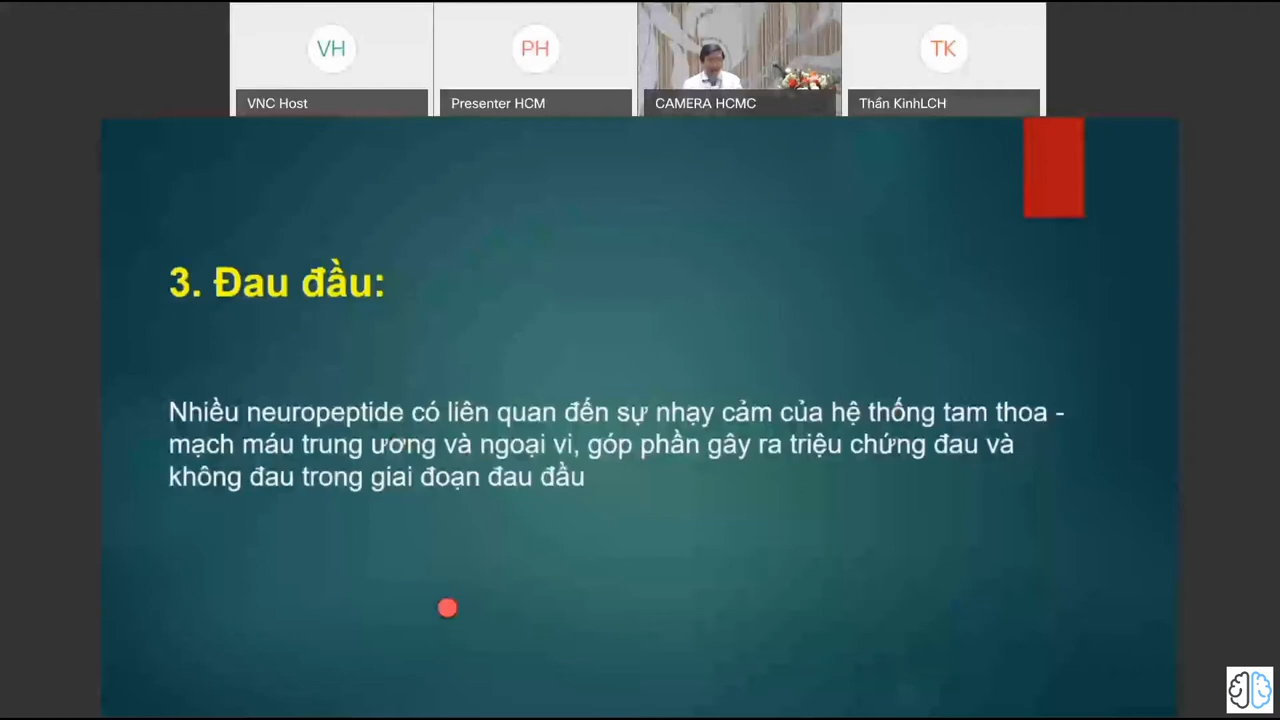 VH
PH
TK
VNC Host
Presenter HCM
CAMERA HCMC
Thần KinhLCH
3. Đau đầu:
Nhiều neuropeptide có liên quan đến sự nhạy cảm của hệ thống tam thoa -
mạch máu trung ương và ngoại vi, góp phần gây ra triệu chứng đau và
không đau trong giai đoạn đau đầu